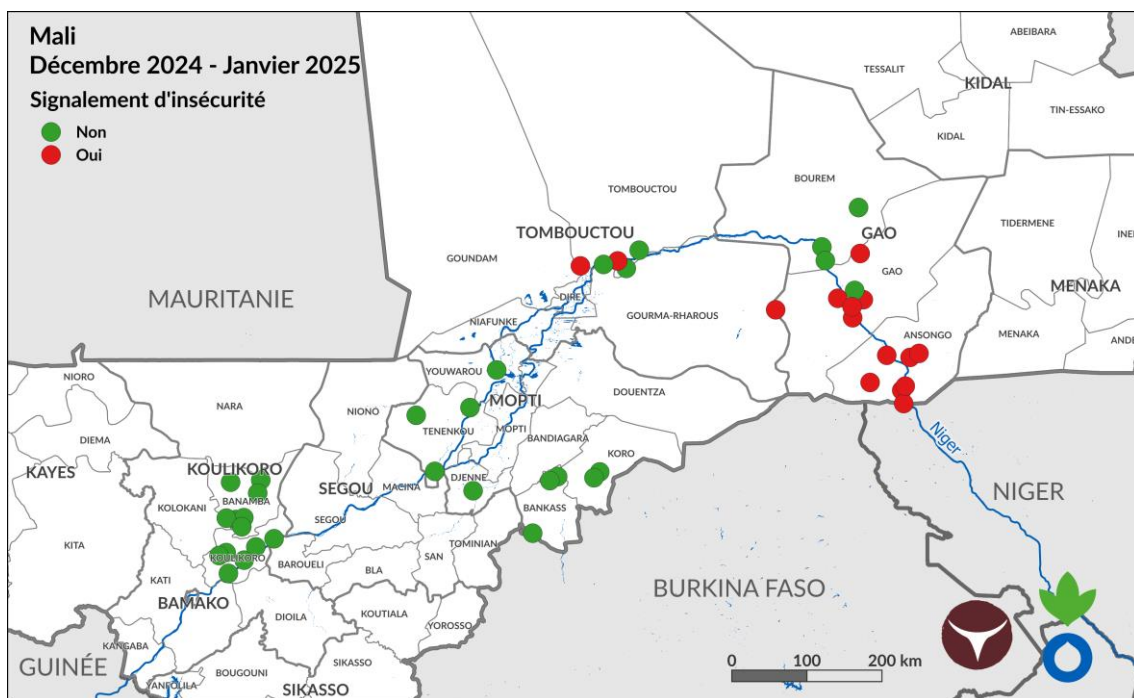 Mali
Décembre 2024 - Janvier 2025
Signalement d'insécurité
Non
Oui
ABEIBARA
TESSALIT
KIDAL
TIN-ESSAKO
KIDAL
TOMBOUCTOU
BOUREM
TIDERMENE
TOMBOUCTOU
GAO
GOUNDAM
GAO
MAURITANIE
DIRE
MENAKA
NIAFUNKE
GOURMA-RHAROUS
ANSONGO
MENAKA
YOUWAROU
NIORO
NARA
NIONO
DOUENTZA
MOPTI
TENENKOU
MOPTI
BANDIAGARA
Niger
DIEMA
KORO
KAYES
KOULIKORO
SEGOU
MACINA
DJENNE
NIGER
KOLOKANI
BANAMBA
BANKASS
SEGOU
KITA
TOMINIAN
KOULIKORO
SAN
KATI
BAROUELI
BLA
BURKINA FASO
BAMAKO
DIOILA
KOUTIALA
YOROSSO
KANGABA
GUINÉE
BOUGOUNI
SIKASSO
YANFOLILA
SIKASSO
0 100 200 km